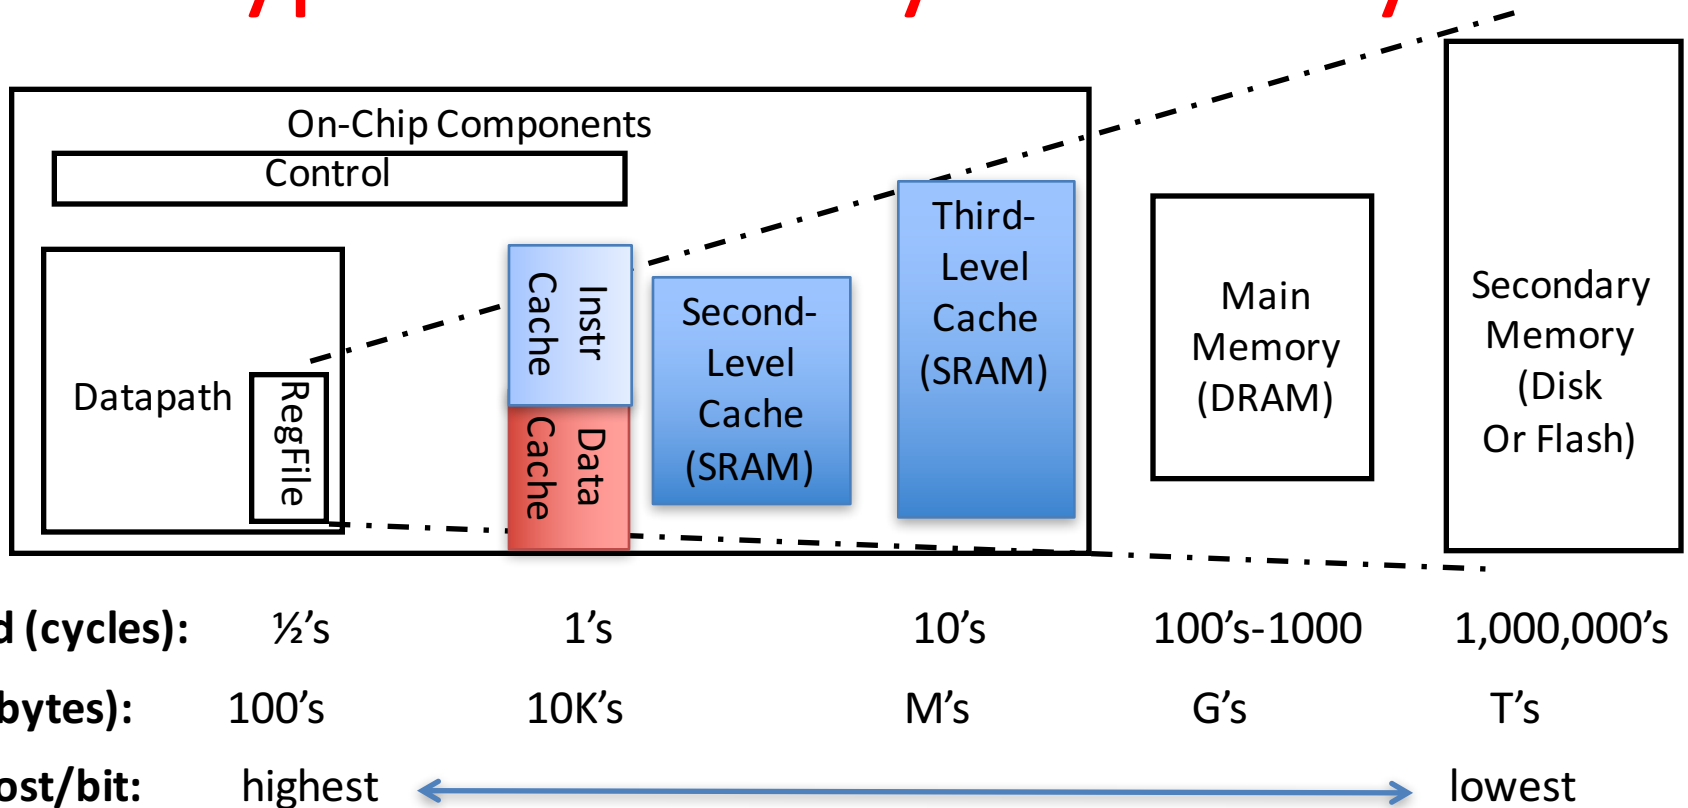 On-Chip Components
Control
Datapath
RegFile
Instr
Cache
Data
Cache
Second-
Level
Cache
(SRAM)
Third-
Level
Cache
(SRAM)
Main
Memory
(DRAM)
Secondary
Memory
(Disk
Or Flash)
(cycles): ½’s 1’s 10’s 100’s-1000 1,000,000’s
bytes): 100’s 10K’s M’s G’s T’s
ost/bit: highest lowest